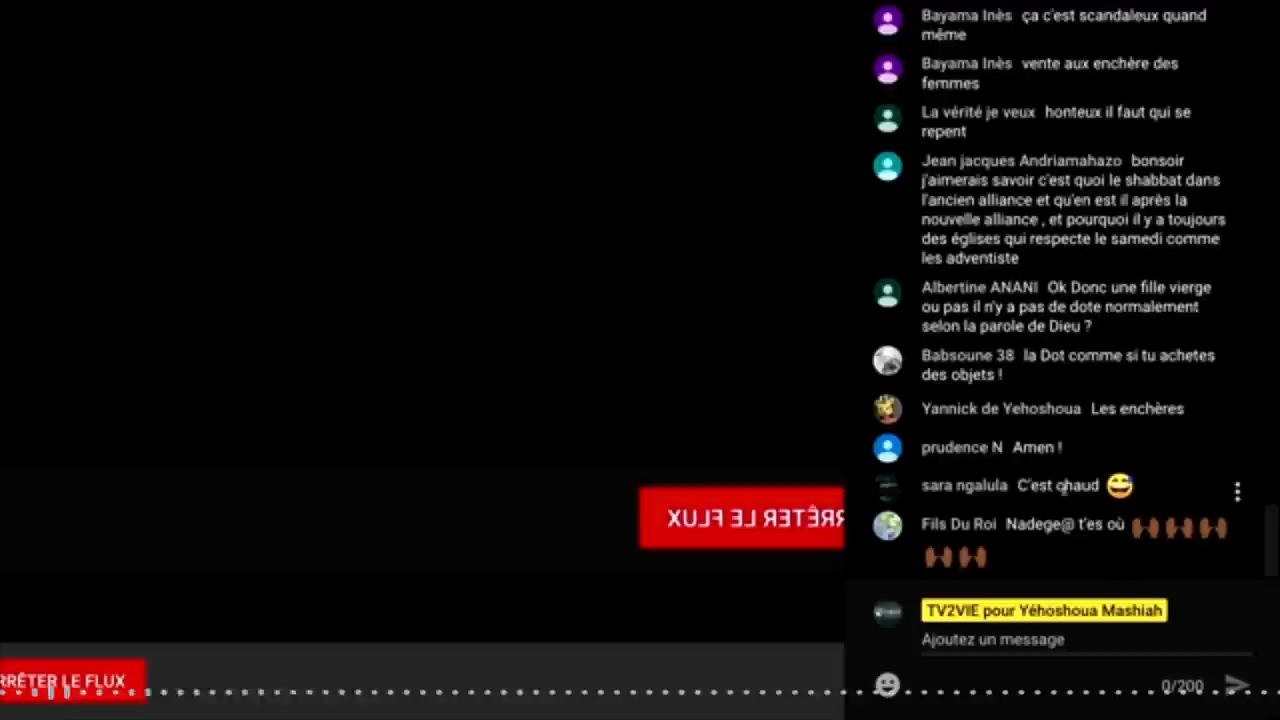 Bayama Inès ça c'est scandaleux quand
même
Bayama Inès vente aux enchère des
femmes
La vérité je veux honteux il faut qui se
repent
Jean jacques Andriamahazo bonsoir
j'aimerais savoir c'est quoi le shabbat dans
l'ancien alliance et qu'en est il après la
nouvelle alliance , et pourquoi il y a toujours
des églises qui respecte le samedi comme
les adventiste
Albertine ANANI Ok Donc une fille vierge
ou pas il n'y a pas de dote normalement
selon la parole de Dieu ?
Babsoune 38 la Dot comme si tu achetes
des objets !
Yannick de Yehoshoua Les enchères
prudence N Amen !
sara ngalula C'est chaud 😅
Fils Du Roi Nadege@ t'es où 🙌🏾🙌🏾🙌🏾
🙌🏾🙌🏾
RRÊTER LE FLUX
TV2VIE pour Yéhoshoua Mashiah
Ajoutez un message
RRÊTER LE FLUX
0/200